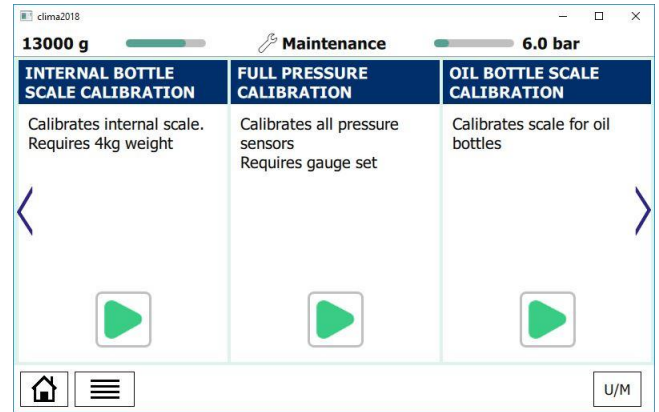 clima2018
13000 g
Maintenance
6.0 bar
INTERNAL BOTTLE
SCALE CALIBRATION
Calibrates internal scale.
Requires 4kg weight
FULL PRESSURE
CALIBRATION
Calibrates all pressure
sensors
Requires gauge set
OIL BOTTLE SCALE
CALIBRATION
Calibrates scale for oil
bottles
U/M